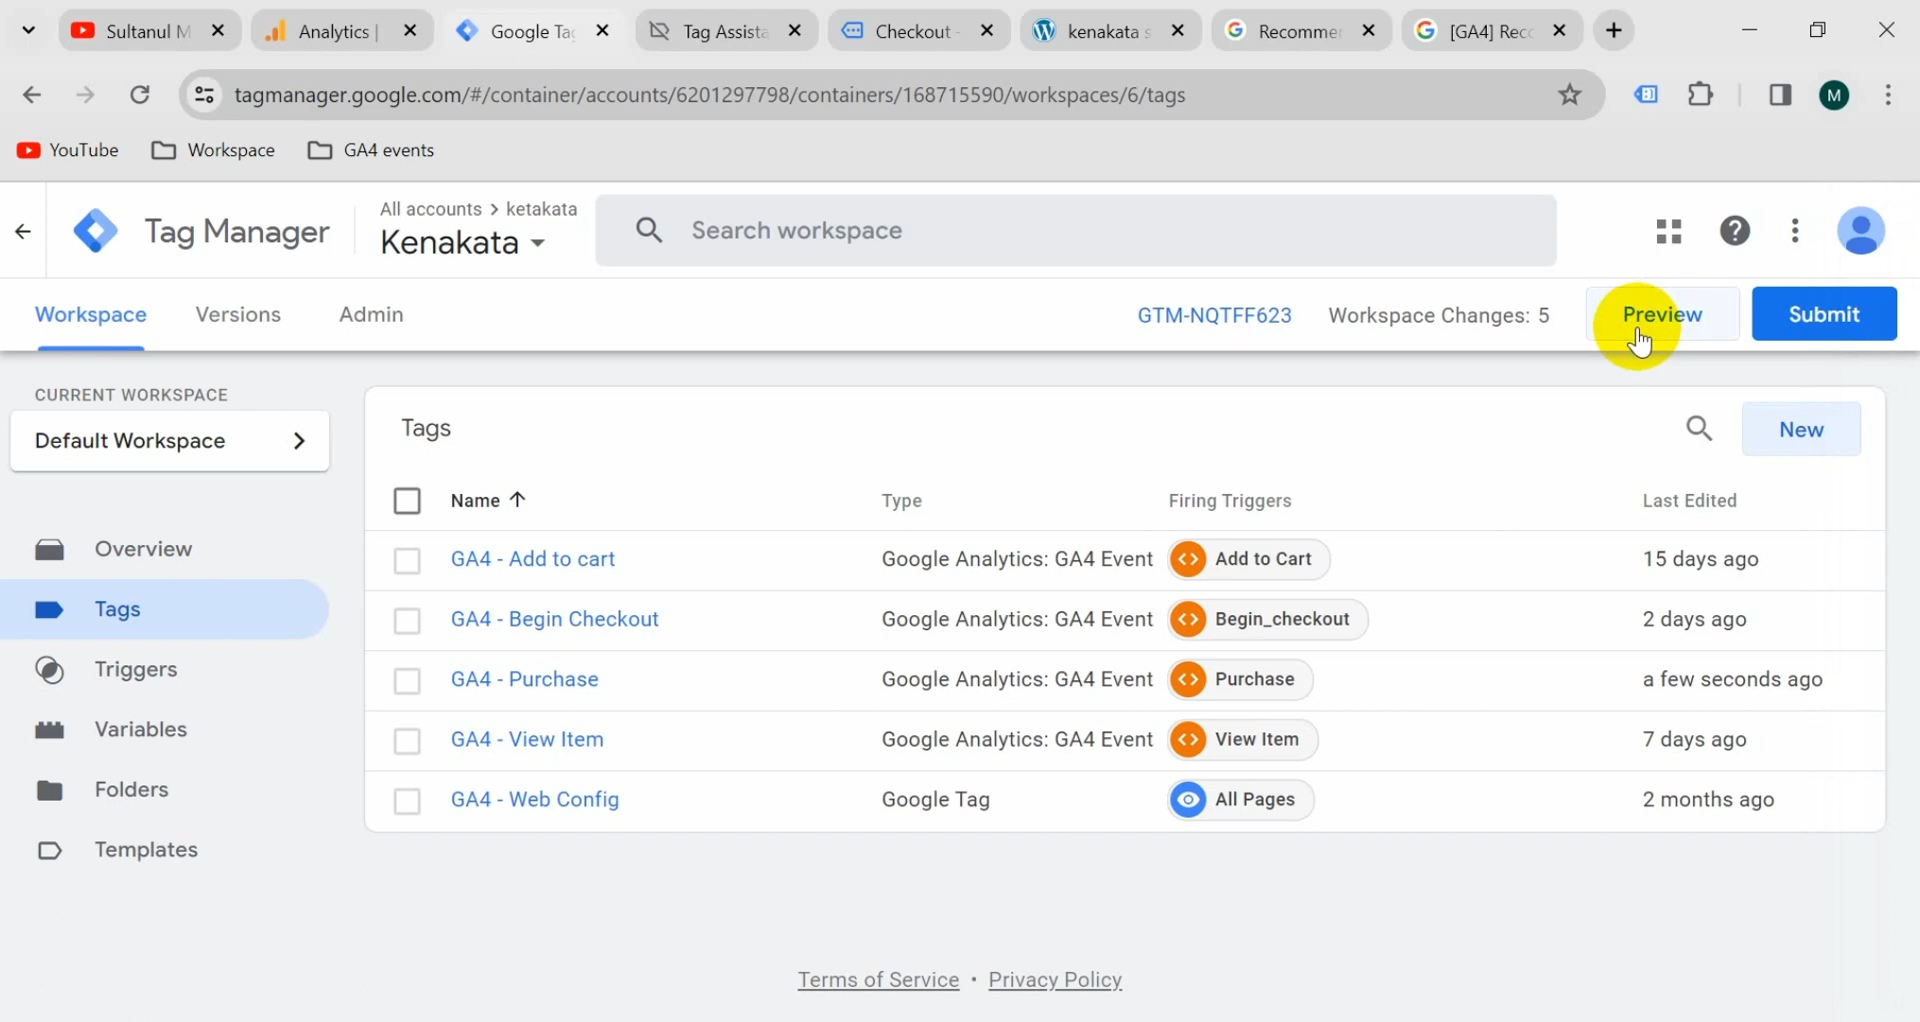 Sultanul M
Analytics |
Google Tag
Tag Assista
Checkout -
kenakata s
Recommen
[GA4] Rec
tagmanager.google.com/#/container/accounts/6201297798/containers/168715590/workspaces/6/tags
M
YouTube
Workspace
GA4 events
Tag Manager
All accounts > ketakata
Kenakata
Search workspace
Workspace
Versions
Admin
GTM-NQTFF623
Workspace Changes: 5
Preview
Submit
CURRENT WORKSPACE
Default Workspace
Overview
Tags
Triggers
Variables
Folders
Templates
Tags
New
Name Type Firing Triggers Last Edited
GA4 - Add to cart Google Analytics: GA4 Event Add to Cart 15 days ago
GA4 - Begin Checkout Google Analytics: GA4 Event Begin_checkout 2 days ago
GA4 - Purchase Google Analytics: GA4 Event Purchase a few seconds ago
GA4 - View Item Google Analytics: GA4 Event View Item 7 days ago
GA4 - Web Config Google Tag All Pages 2 months ago
Terms of Service • Privacy Policy